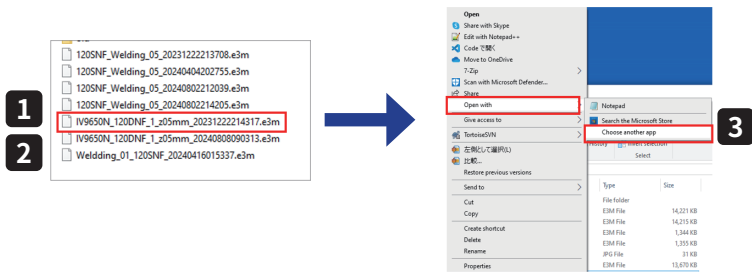 120SNF_Welding_05_20231222213708.e3m
120SNF_Welding_05_20240404202755.e3m
120SNF_Welding_05_20240802212039.e3m
120SNF_Welding_05_20240802214205.e3m
1
IV9650N_120DNF_1_z05mm_20231222214317.e3m
2
IV9650N_120DNF_1_z05mm_20240808090313.e3m
Weldding_01_120SNF_20240416015337.e3m
Open
Share with Skype
Edit with Notepad++
Code で開く
Move to OneDrive
7-Zip
Scan with Microsoft Defender...
Share
Open with
Give access to
TortoiseSVN
左側として選択(L)
比較...
Restore previous versions
Send to
Cut
Copy
Create shortcut
Delete
Rename
Properties
Notepad
Search the Microsoft Store
Choose another app
3
Select
Type Size
File folder
E3M File 14,221 KB
E3M File 14,215 KB
E3M File 1,344 KB
E3M File 1,355 KB
JPG File 31 KB
E3M File 13,670 KB